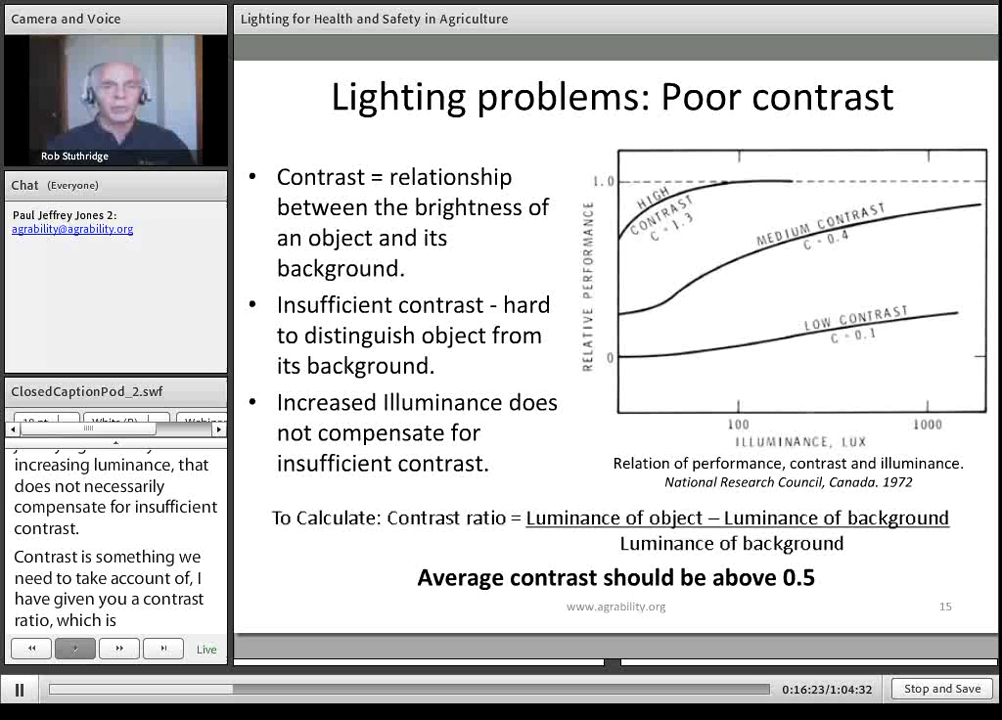 Camera and Voice
Rob Stuthridge
Chat (Everyone)
Paul Jeffrey Jones 2:
agrability@agrability.org
ClosedCaptionPod_2.swf
increasing luminance, that
does not necessarily
compensate for insufficient
contrast.
Contrast is something we
need to take account of, I
have given you a contrast
ratio, which is
Live
Lighting for Health and Safety in Agriculture
Lighting problems: Poor contrast
• Contrast = relationship
between the brightness of
an object and its
background.
• Insufficient contrast - hard
to distinguish object from
its background.
• Increased Illuminance does
not compensate for
insufficient contrast.
RELATIVE PERFORMANCE
1.0
0
HIGH
CONTRAST
C = 1.3
MEDIUM CONTRAST
C = 0.4
LOW CONTRAST
C = 0.1
100
1000
ILLUMINANCE, LUX
Relation of performance, contrast and illuminance.
National Research Council, Canada. 1972
To Calculate: Contrast ratio = Luminance of object – Luminance of background
Luminance of background
Average contrast should be above 0.5
www.agrability.org
15
0:16:23/1:04:32
Stop and Save